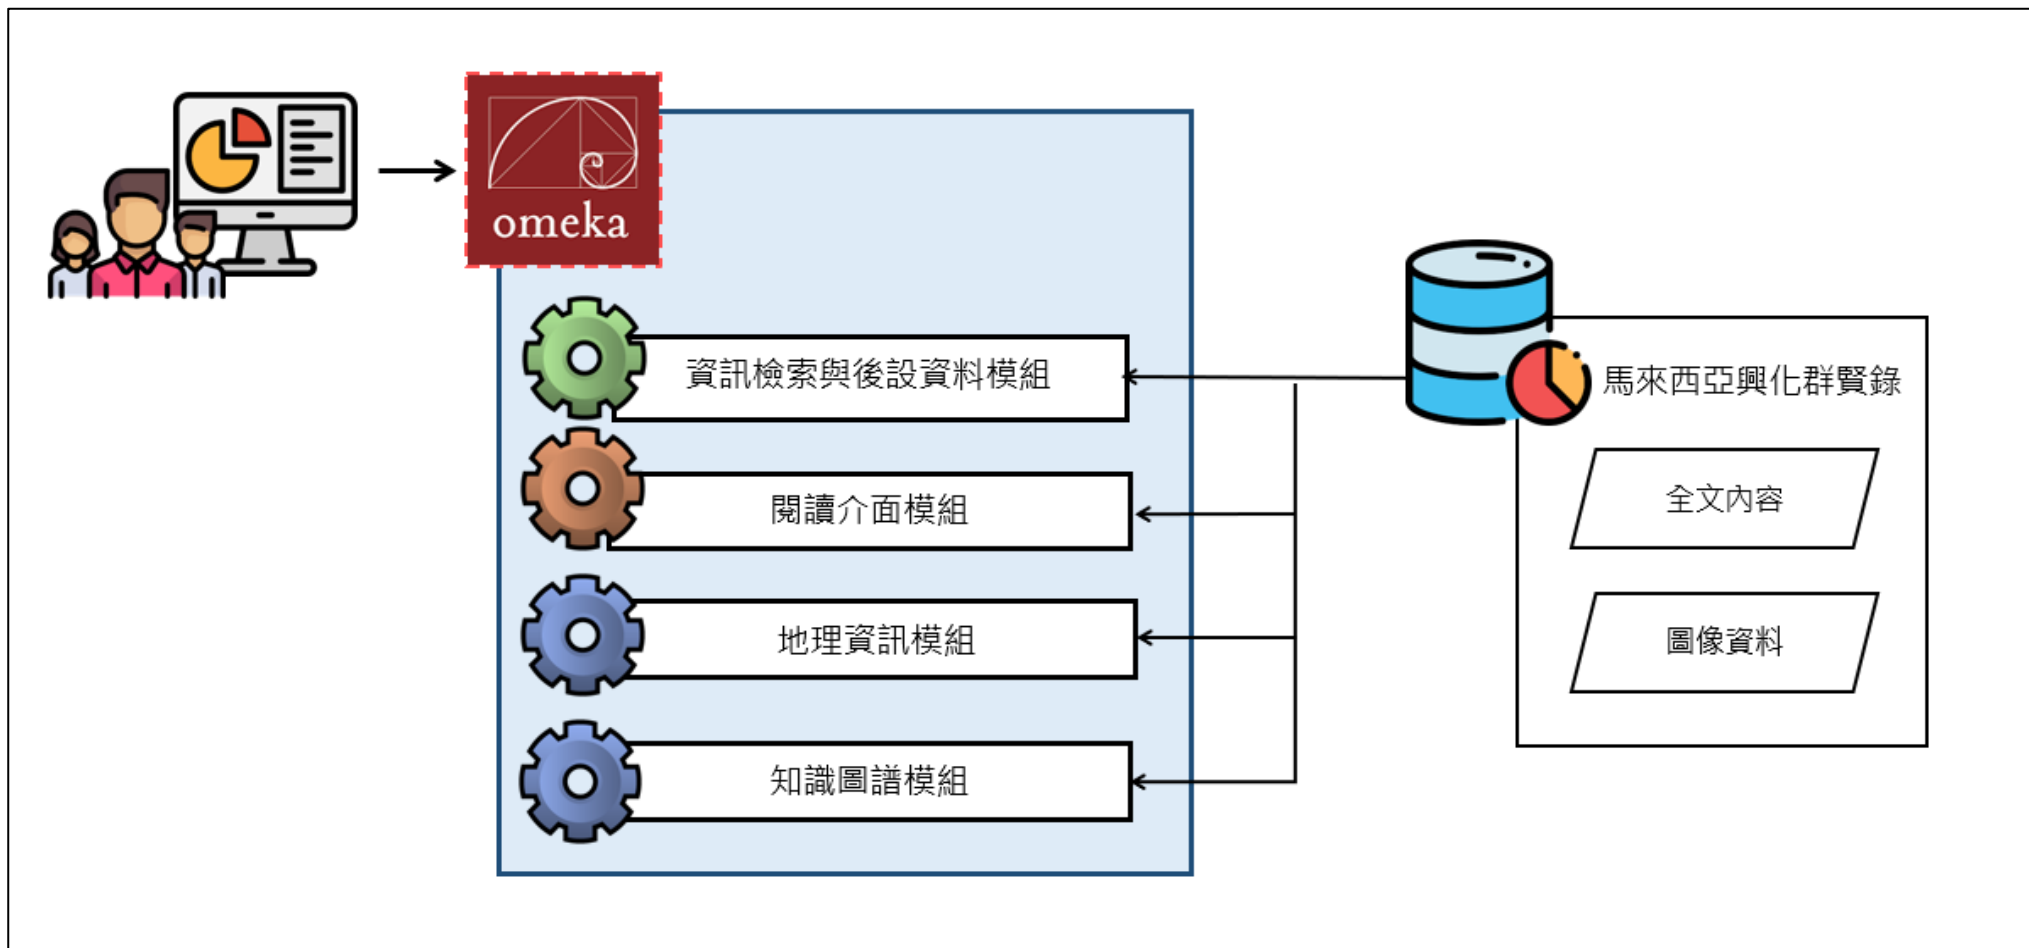 omeka
資訊檢索與後設資料模組
閱讀介面模組
地理資訊模組
知識圖譜模組
馬來西亞興化群賢錄
全文內容
圖像資料